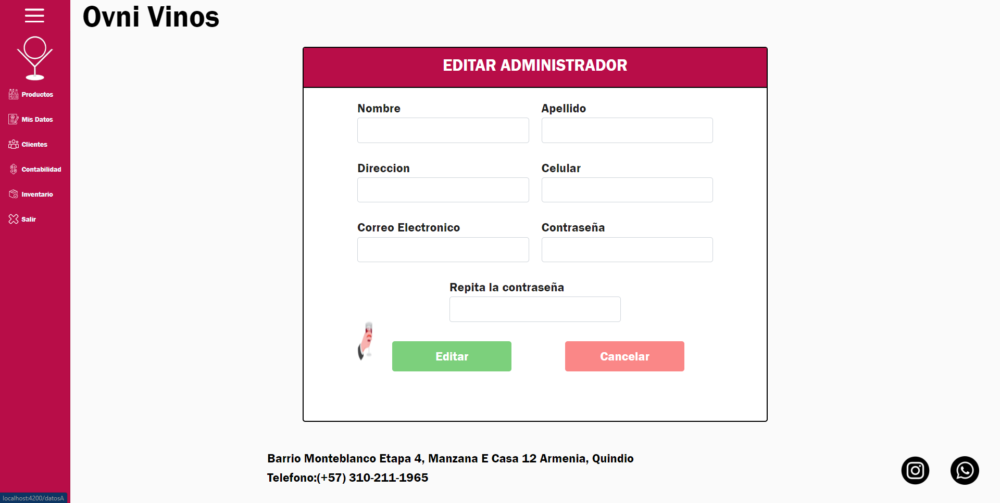 Ovni Vinos
Productos
Mis Datos
Clientes
Contabilidad
Inventario
Salir
EDITAR ADMINISTRADOR
Nombre
Apellido
Direccion
Celular
Correo Electronico
Contraseña
Repita la contraseña
Editar
Cancelar
Barrio Monteblanco Etapa 4, Manzana E Casa 12 Armenia, Quindio
Telefono:(+57) 310-211-1965
localhost:4200/datosA